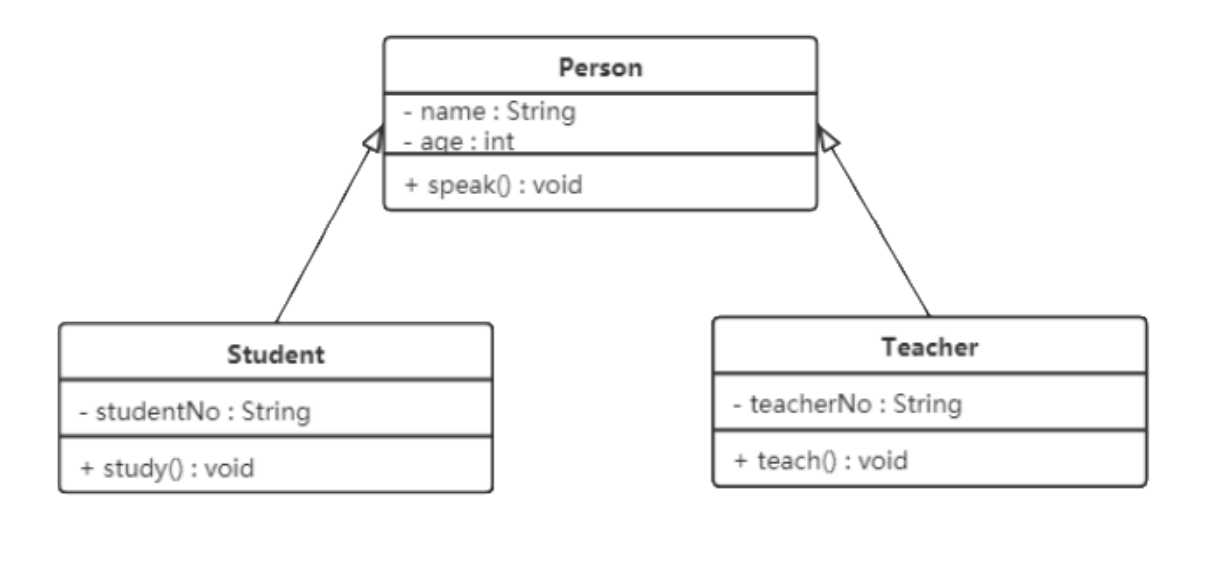 Person
- name : String
- age : int
+ speak() : void
Student
- studentNo : String
+ study() : void
Teacher
- teacherNo : String
+ teach() : void